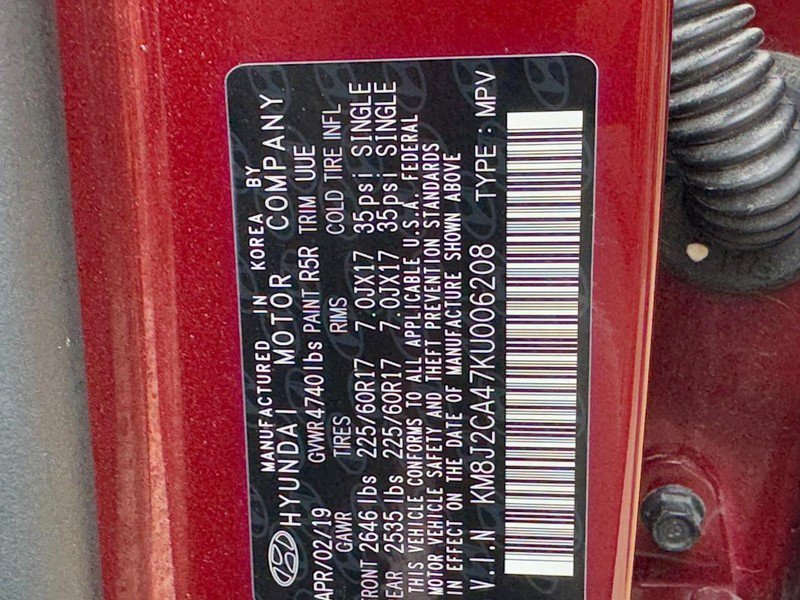 MANUFACTURED IN KOREA BY
HYUNDAI MOTOR COMPANY
APR/02/19 GVWR 4740lbs PAINT R5R TRIM UUE
GAWR TIRES RIMS COLD TIRE INFL
FRONT 2646 lbs 225/60R17 7.0JX17 35psi SINGLE
EAR 2535 lbs 225/60R17 7.0JX17 35psi SINGLE
THIS VEHICLE CONFORMS TO ALL APPLICABLE U.S.A. FEDERAL
MOTOR VEHICLE SAFETY AND THEFT PREVENTION STANDARDS
IN EFFECT ON THE DATE OF MANUFACTURE SHOWN ABOVE
V.I.N KM8J2CA47KU006208 TYPE : MPV